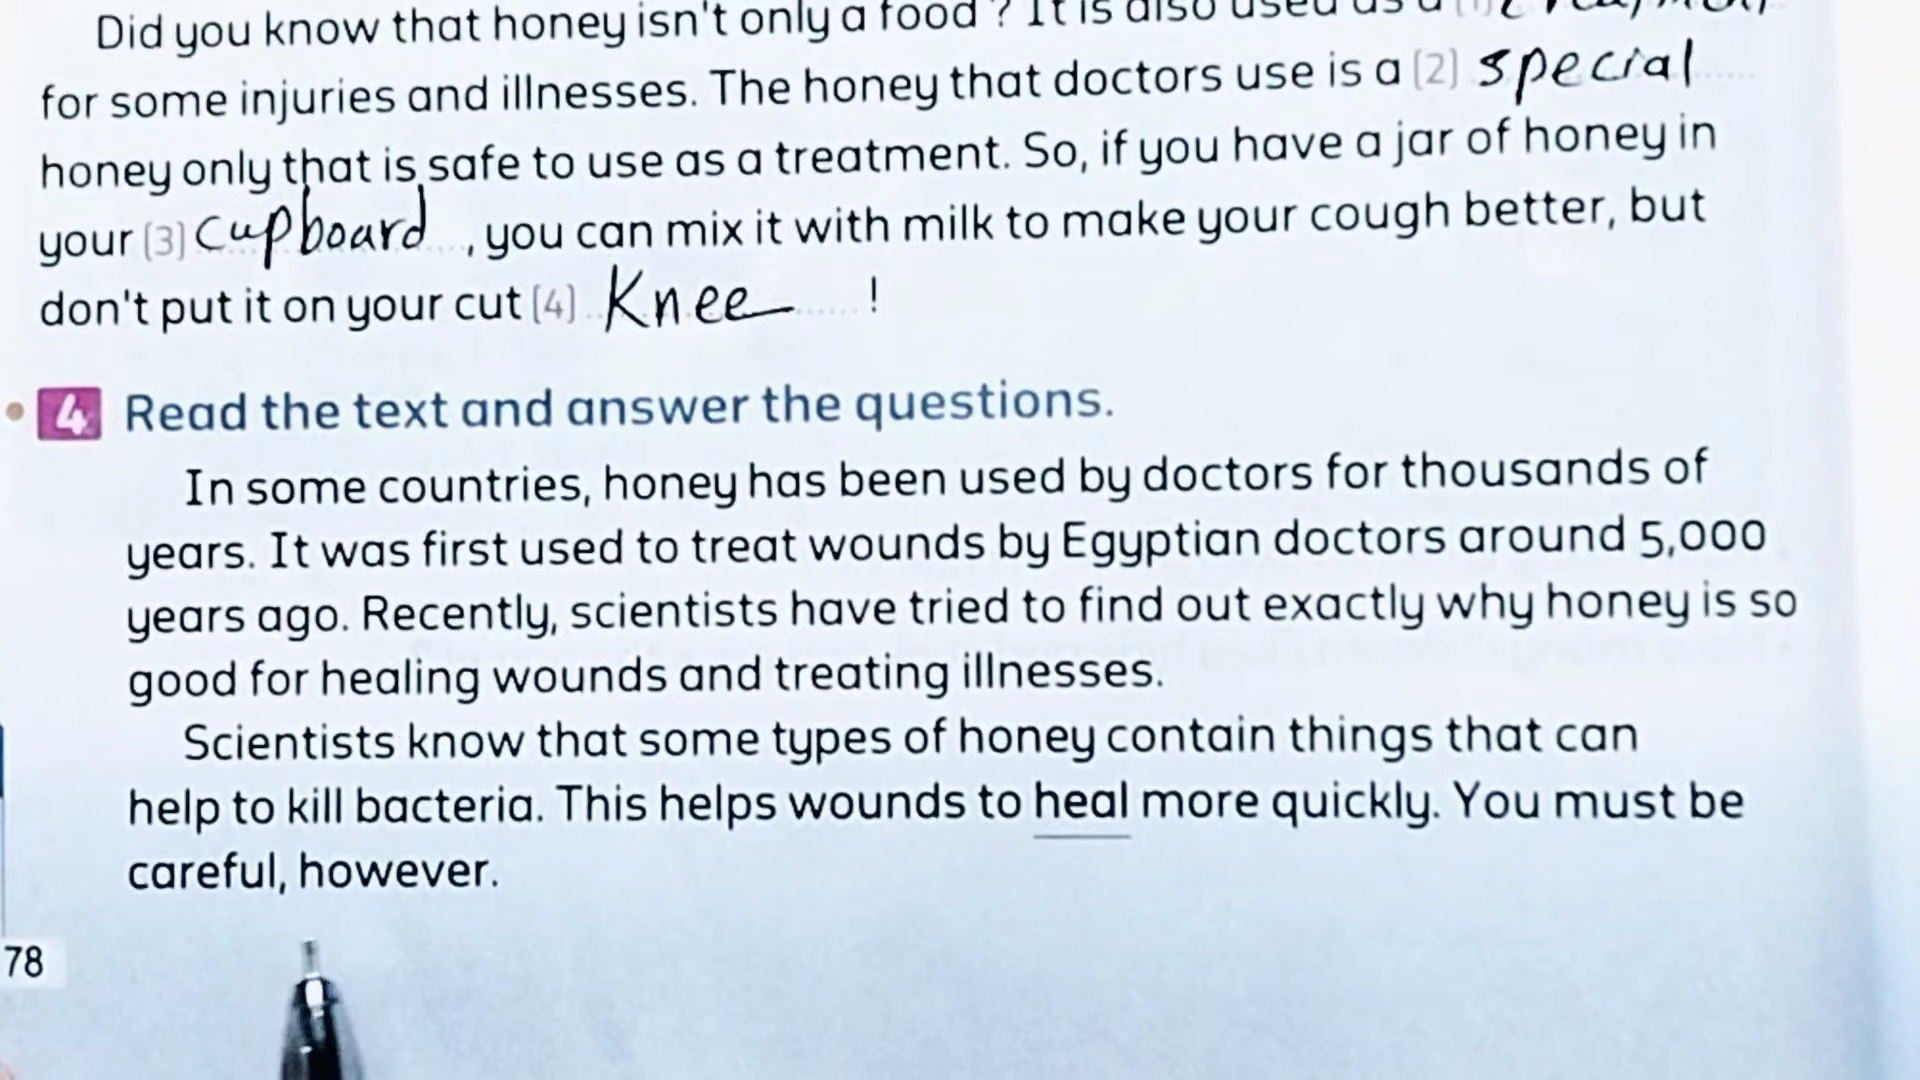 Did you know that honey isn't only a food ? It is also used as a (1) treatment
for some injuries and illnesses. The honey that doctors use is a (2) special
honey only that is safe to use as a treatment. So, if you have a jar of honey in
your (3) cupboard , you can mix it with milk to make your cough better, but
don't put it on your cut (4) Knee !
4 Read the text and answer the questions.
In some countries, honey has been used by doctors for thousands of
years. It was first used to treat wounds by Egyptian doctors around 5,000
years ago. Recently, scientists have tried to find out exactly why honey is so
good for healing wounds and treating illnesses.
Scientists know that some types of honey contain things that can
help to kill bacteria. This helps wounds to heal more quickly. You must be
careful, however.
78